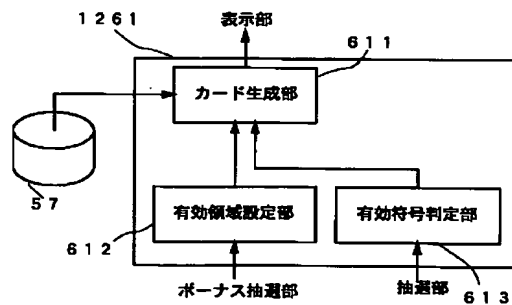 表示部
1261
611
カード生成部
57
有効領域設定部
有効符号判定部
612
613
ボーナス抽選部
抽選部